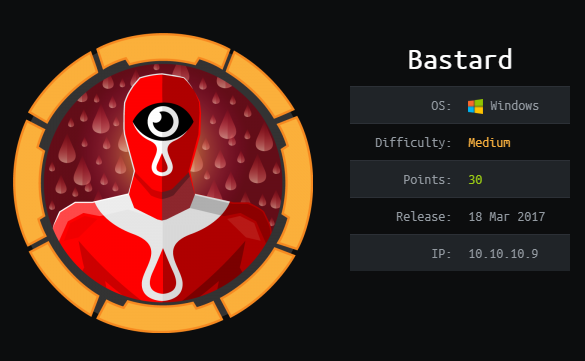 Bastard
OS: Windows
Difficulty: Medium
Points: 30
Release: 18 Mar 2017
IP: 10.10.10.9